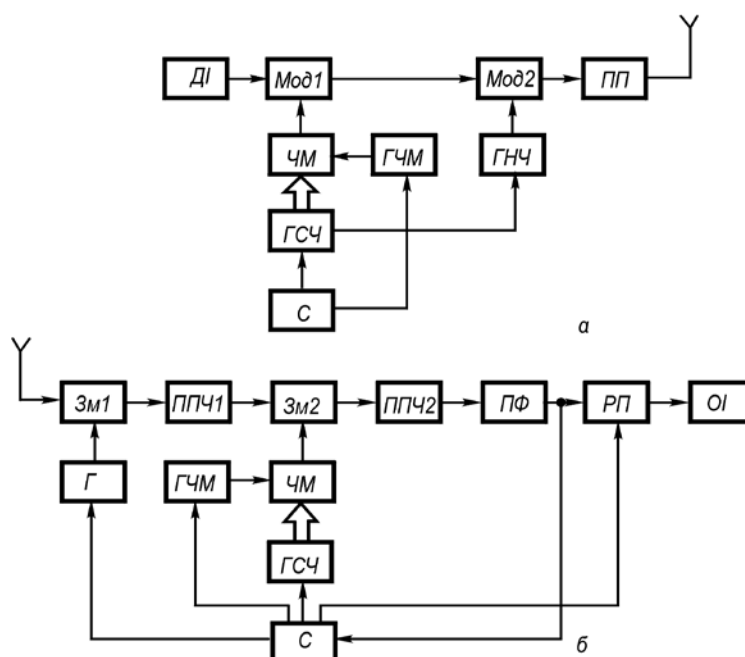 ДІ Мод1 Мод2 ПП
ЧМ ГЧМ ГНЧ
ГСЧ
С
а
Зм1 ППЧ1 Зм2 ППЧ2 ПФ РП ОІ
Г ГЧМ ЧМ
ГСЧ
С
б